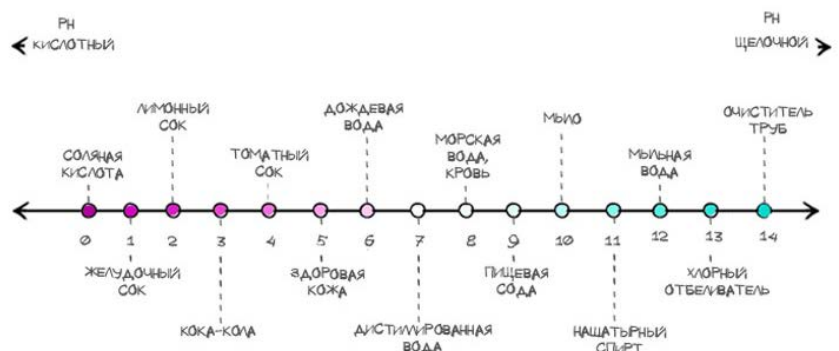 PH
КИСЛОТНЫЙ
PH
ЩЕЛОЧНОЙ
ЛИМОННЫЙ
СОК
ДОЖДЕВАЯ
ВОДА
МЫЛО
ОЧИСТИТЕЛЬ
ТРУБ
СОЛЯНАЯ
КИСЛОТА
ТОМАТНЫЙ
СОК
МОРСКАЯ
ВОДА,
КРОВЬ
МЫЛЬНАЯ
ВОДА
0 1 2 3 4 5 6 7 8 9 10 11 12 13 14
ЖЕЛУДОЧНЫЙ
СОК
ЗДОРОВАЯ
КОЖА
ПИЩЕВАЯ
СОДА
ХЛОРНЫЙ
ОТБЕЛИВАТЕЛЬ
КОКА-КОЛА
ДИСТИЛЛИРОВАННАЯ
ВОДА
НАШАТЫРНЫЙ
СПИРТ